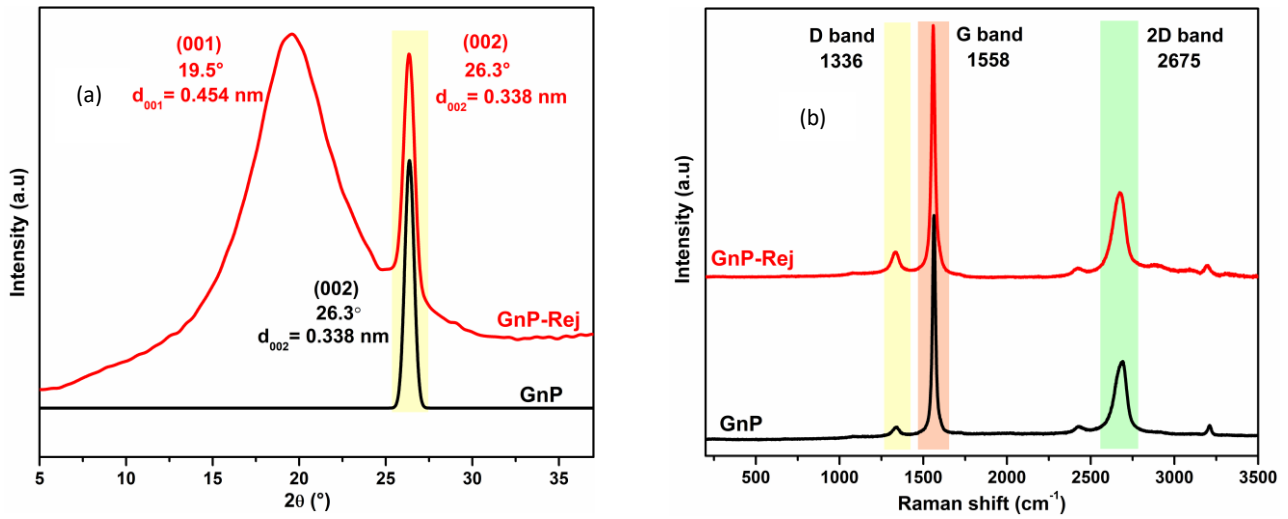 (a)
(001)
19.5°
d001= 0.454 nm
(002)
26.3°
d002= 0.338 nm
(002)
26.3°
d002= 0.338 nm
GnP-Rej
GnP
Intensity (a.u)
5 10 15 20 25 30 35
2θ (°)
(b)
D band
1336
G band
1558
2D band
2675
GnP-Rej
GnP
Intensity (a.u)
500 1000 1500 2000 2500 3000 3500
Raman shift (cm-1)